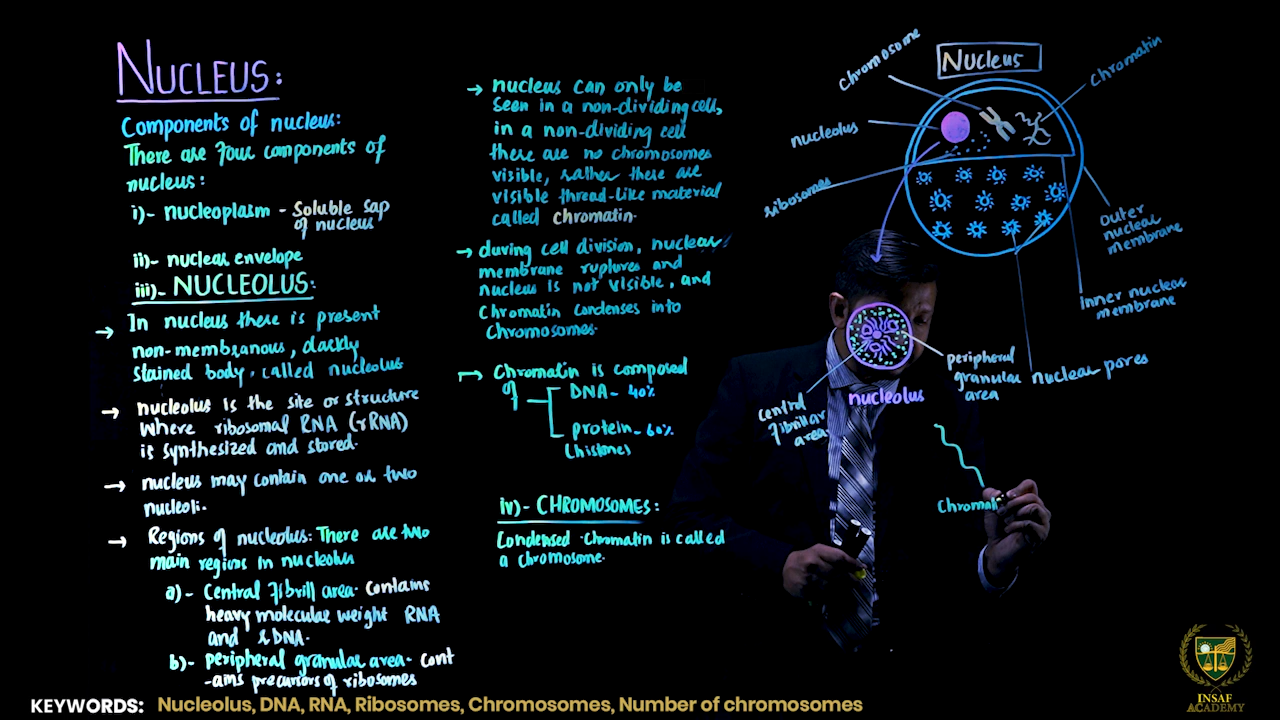 NUCLEUS:
Components of nucleus:
There are four components of
nucleus:
i)- nucleoplasm - Soluble sap
of nucleus
ii)- nuclear envelope
iii)- NUCLEOLUS:
→ In nucleus there is present
non-membranous, darkly
stained body, called nucleolus
→ nucleolus is the site or structure
where ribosomal RNA (rRNA)
is synthesized and stored.
→ nucleus may contain one or two
nucleoli.
→ Regions of nucleolus: There are two
main regions in nucleolus
a)- Central fibrill area. contains
heavy molecular weight RNA
and rDNA.
b)- peripheral granular area- cont
-ains precursors of ribosomes
→ nucleus can only be
seen in a non-dividing cell,
in a non-dividing cell
there are no chromosomes
visible, rather there are
visible thread-like material
called chromatin.
→ during cell division, nuclear
membrane ruptures and
nucleus is not visible, and
Chromatin condenses into
Chromosomes.
→ Chromatin is composed
of DNA- 40%
protein- 60%
(histones
iv)- CHROMOSOMES:
Condensed chromatin is called
a chromosome.
Nucleus
chromosome
chromatin
nucleolus
ribosomes
outer
nuclear
membrane
Inner nuclear
membrane
nuclear pores
peripheral
granular
area
central
fibrillar
area
nucleolus
Chromat
KEYWORDS: Nucleolus, DNA, RNA, Ribosomes, Chromosomes, Number of chromosomes
INSAF
ACADEMY